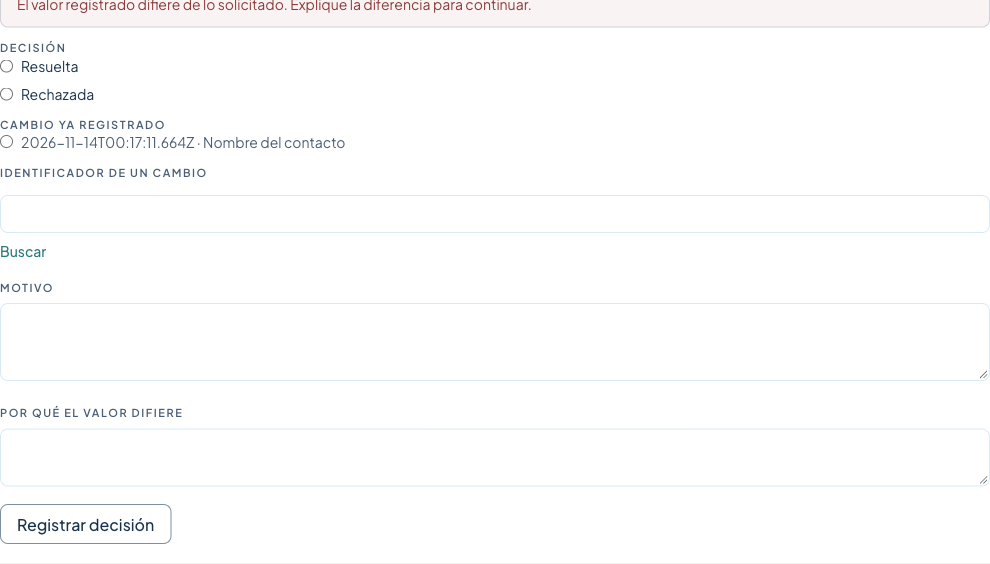 El valor registrado difiere de lo solicitado. Explique la diferencia para continuar.
DECISIÓN
Resuelta
Rechazada
CAMBIO YA REGISTRADO
2026-11-14T00:17:11.664Z · Nombre del contacto
IDENTIFICADOR DE UN CAMBIO
Buscar
MOTIVO
POR QUÉ EL VALOR DIFIERE
Registrar decisión